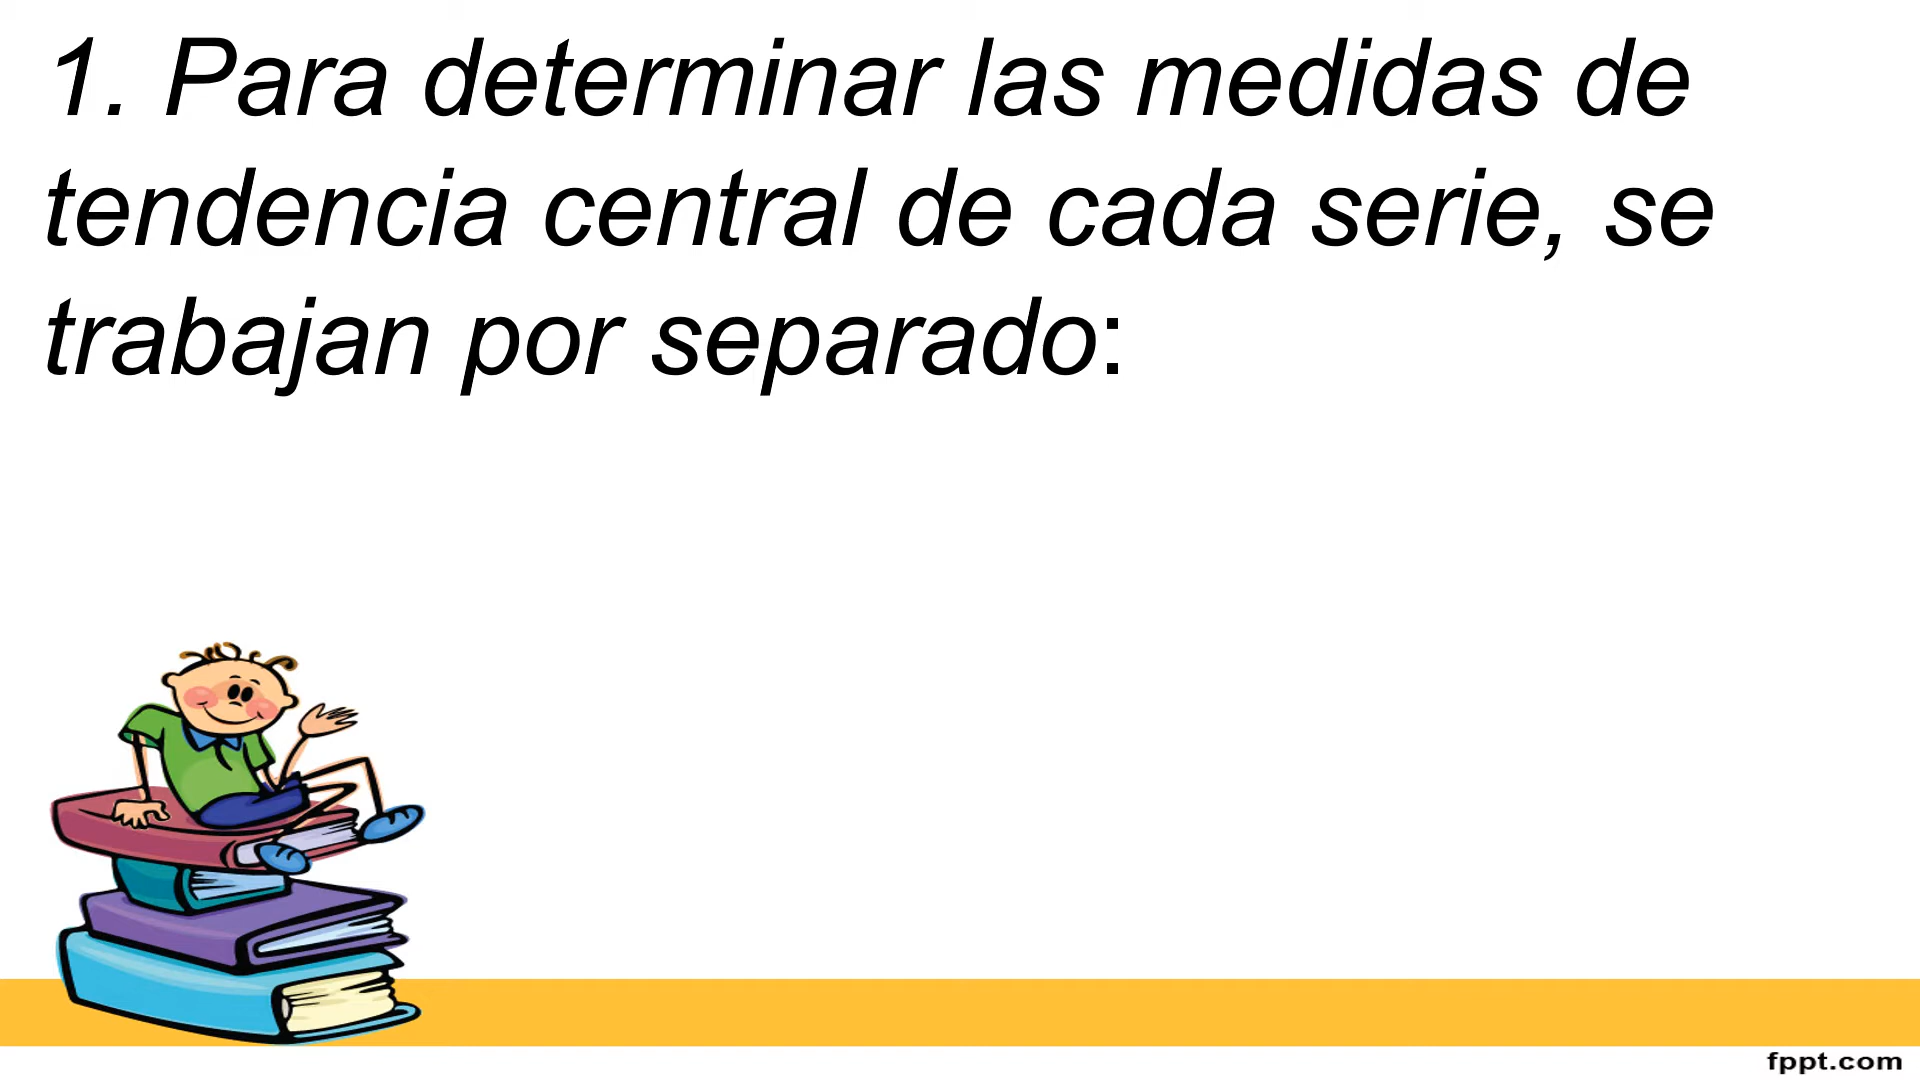 1. Para determinar las medidas de
tendencia central de cada serie, se
trabajan por separado:
fppt.com